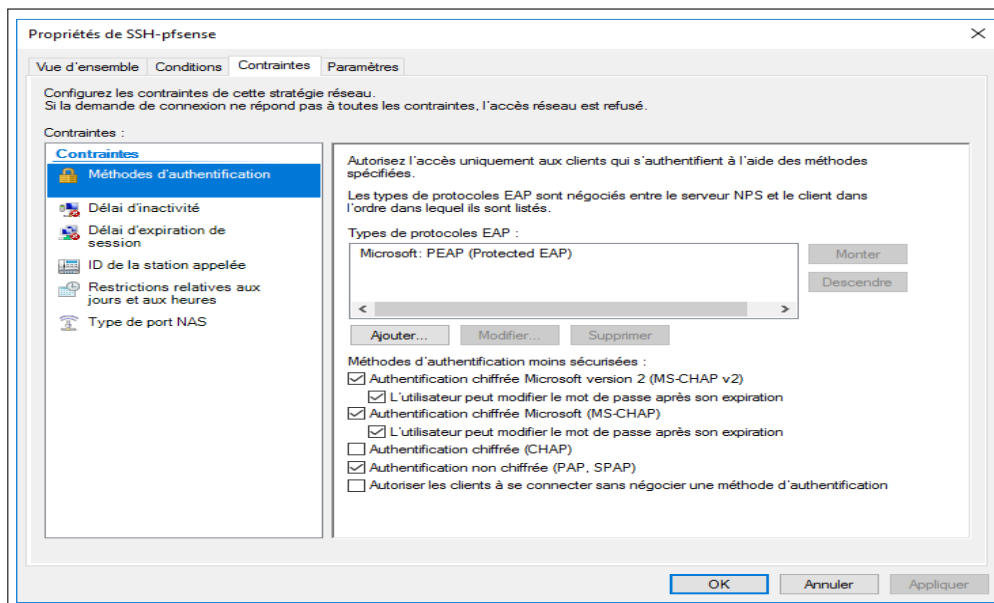 Propriétés de SSH-pfsense
Vue d'ensemble Conditions Contraintes Paramètres
Configurez les contraintes de cette stratégie réseau.
Si la demande de connexion ne répond pas à toutes les contraintes, l'accès réseau est refusé.
Contraintes :
Contraintes
Méthodes d'authentification
Délai d'inactivité
Délai d'expiration de
session
ID de la station appelée
Restrictions relatives aux
jours et aux heures
Type de port NAS
Autorisez l'accès uniquement aux clients qui s'authentifient à l'aide des méthodes
spécifiées.
Les types de protocoles EAP sont négociés entre le serveur NPS et le client dans
l'ordre dans lequel ils sont listés.
Types de protocoles EAP :
Microsoft: PEAP (Protected EAP)
Monter
Descendre
Ajouter... Modifier... Supprimer
Méthodes d'authentification moins sécurisées :
Authentification chiffrée Microsoft version 2 (MS-CHAP v2)
L'utilisateur peut modifier le mot de passe après son expiration
Authentification chiffrée Microsoft (MS-CHAP)
L'utilisateur peut modifier le mot de passe après son expiration
Authentification chiffrée (CHAP)
Authentification non chiffrée (PAP, SPAP)
Autoriser les clients à se connecter sans négocier une méthode d'authentification
OK Annuler Appliquer